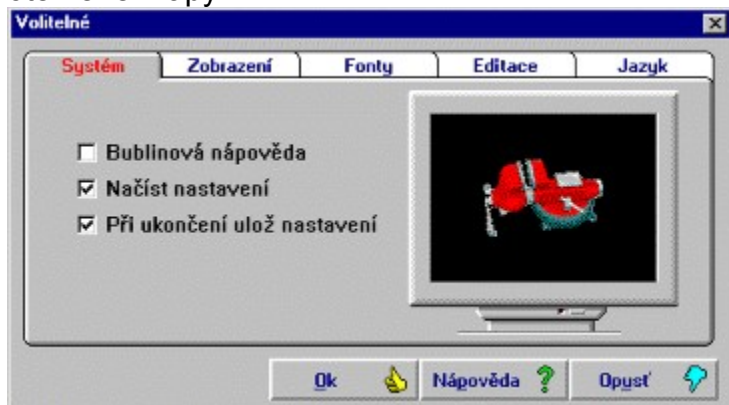 Volitelné
Systém Zobrazení Fonty Editace Jazyk
Bublinová nápověda
Načíst nastavení
Při ukončení ulož nastavení
Ok Nápověda ? Opusť